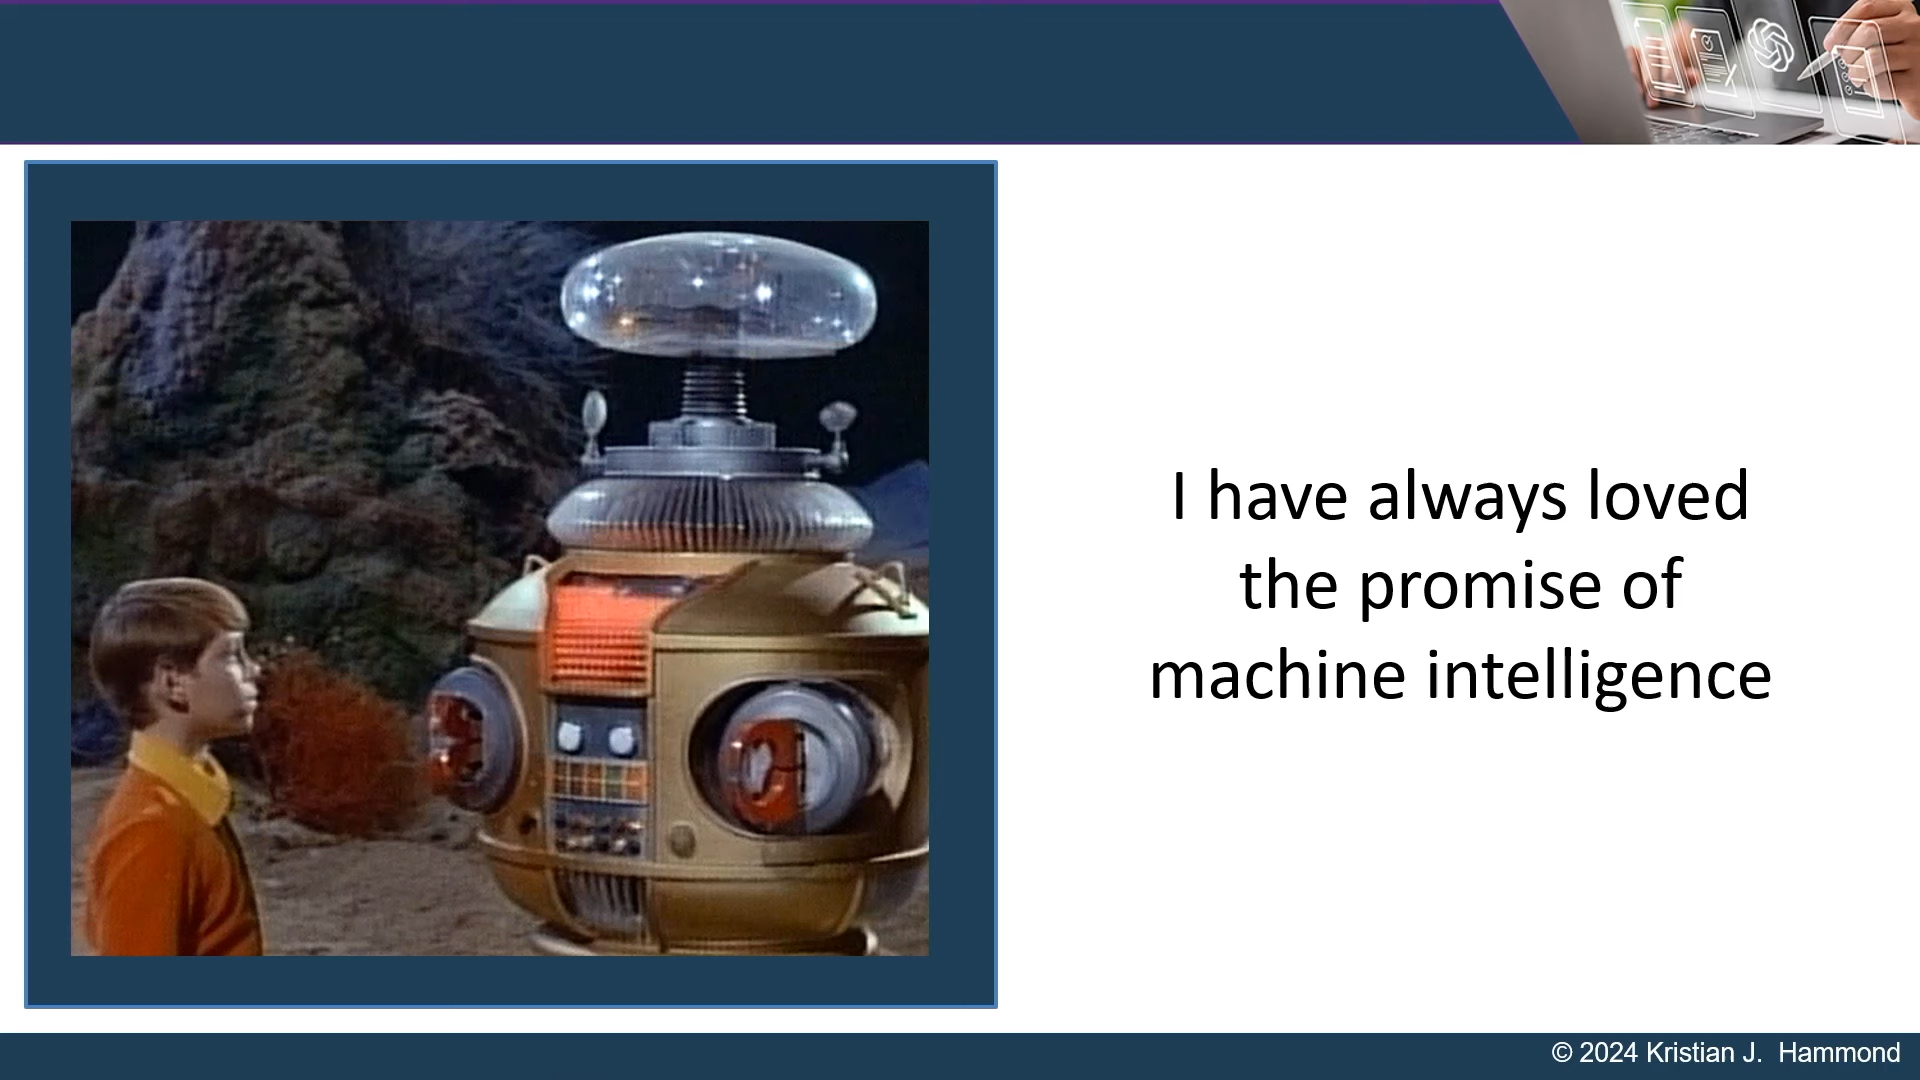 I have always loved
the promise of
machine intelligence
© 2024 Kristian J. Hammond